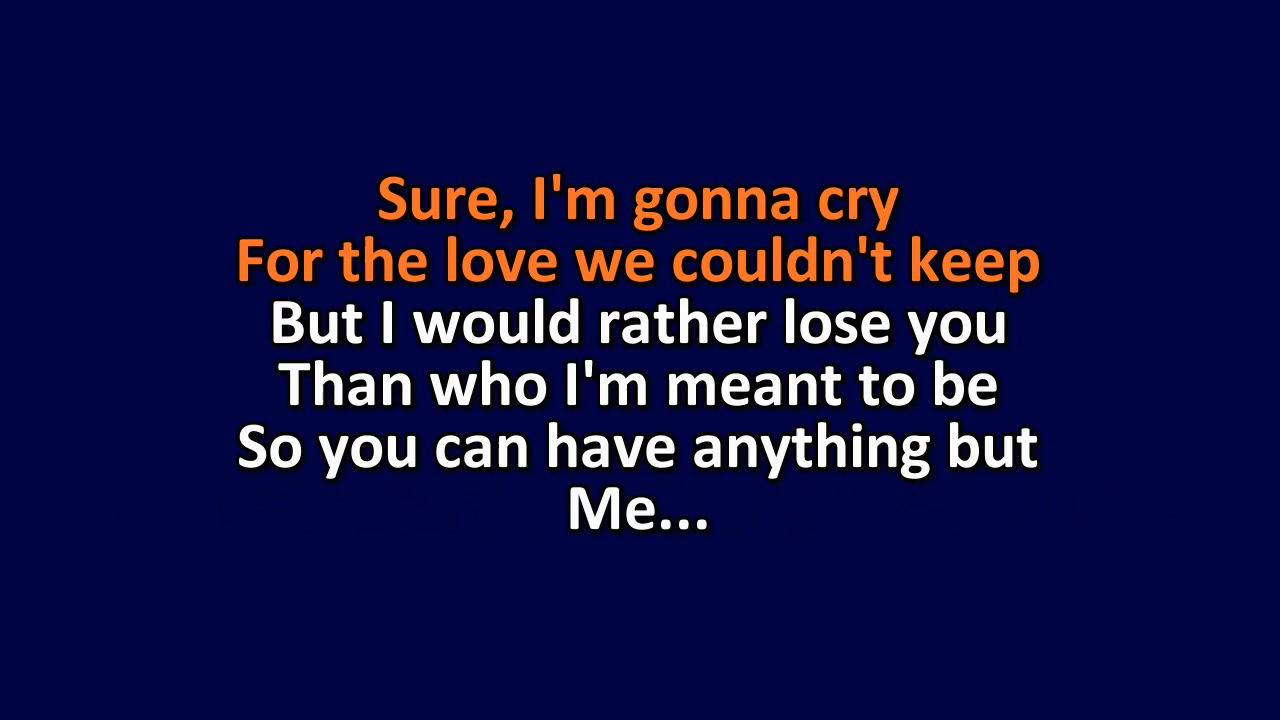 Sure, I'm gonna cry
For the love we couldn't keep
But I would rather lose you
Than who I'm meant to be
So you can have anything but
Me...